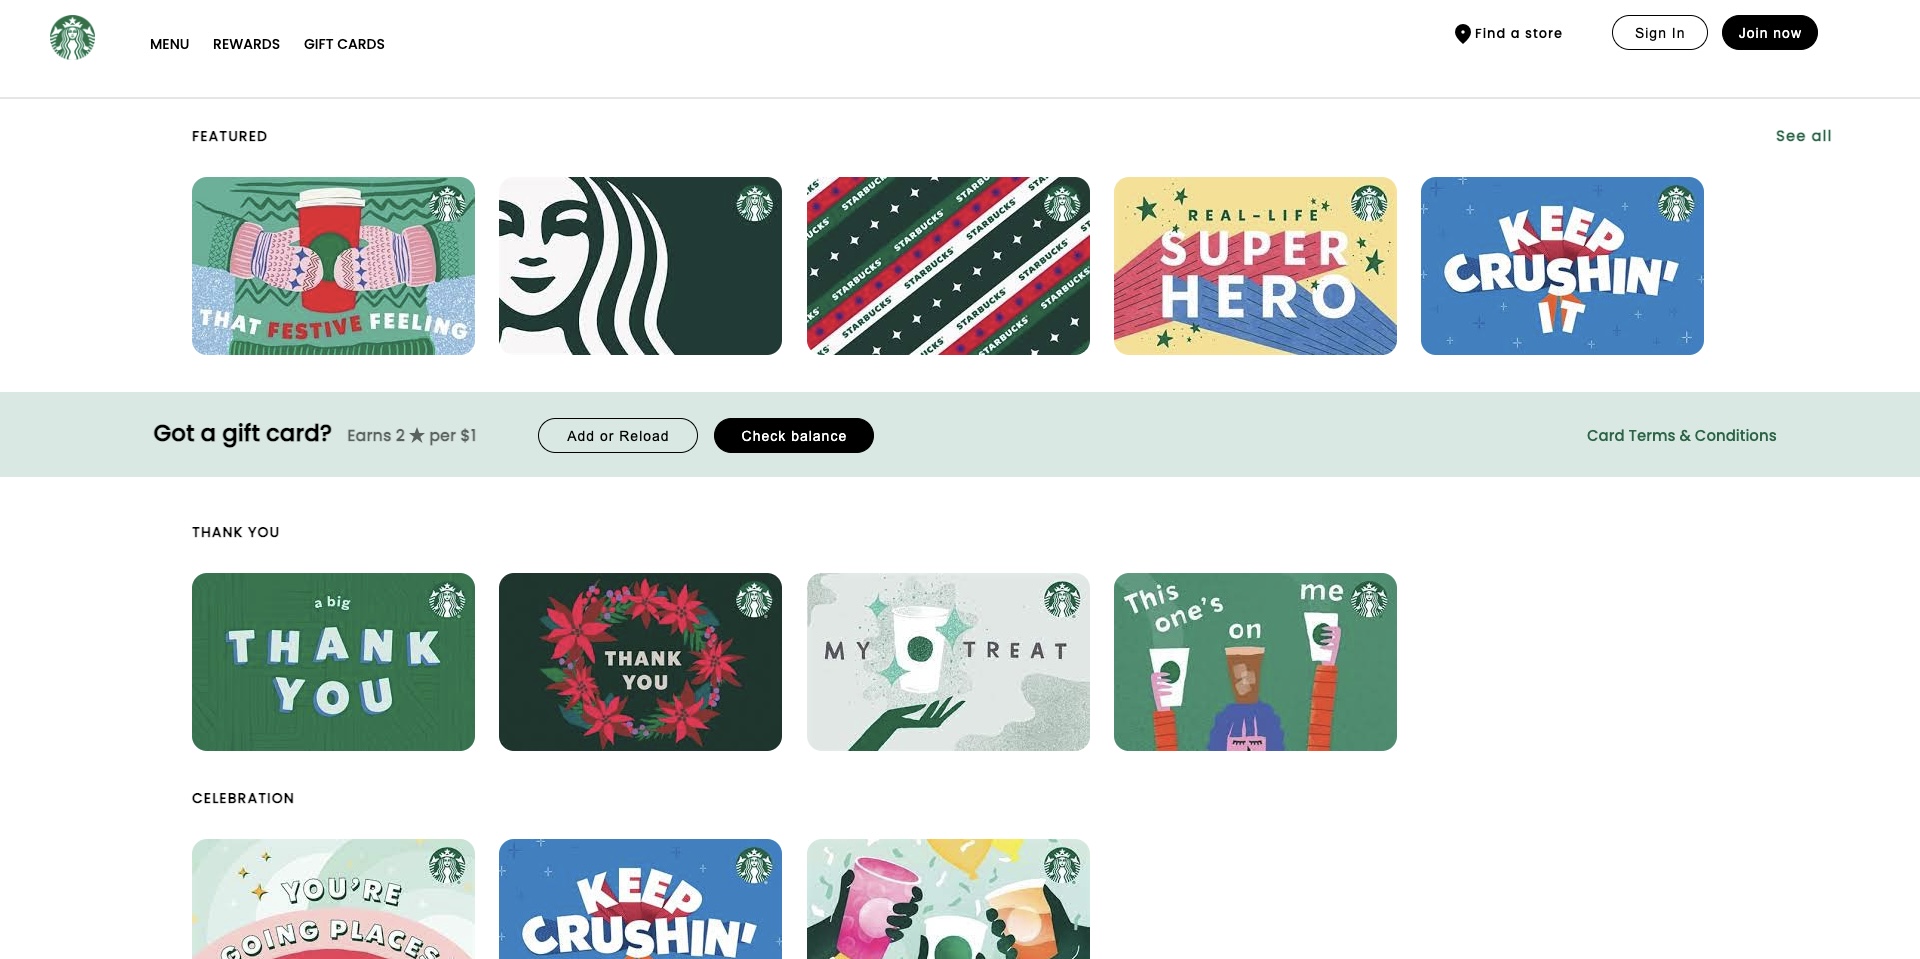 MENU REWARDS GIFT CARDS
Find a store
Sign In
Join now
FEATURED
See all
THAT FESTIVE FEELING
STARBUCKS
STARBUCKS
STARBUCKS
STARBUCKS
STARBUCKS
STARBUCKS
STARBUCKS
STARBUCKS
STARBUCKS
STARBUCKS
REAL-LIFE
SUPER
HERO
KEEP
CRUSHIN'
IT
Got a gift card? Earns 2 ★ per $1
Add or Reload
Check balance
Card Terms & Conditions
THANK YOU
a big
THANK
YOU
THANK
YOU
MY TREAT
This one's on me
CELEBRATION
YOU'RE
GOING PLACES
KEEP
CRUSHIN'